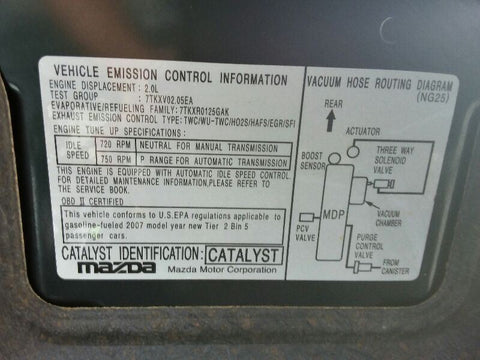 VEHICLE EMISSION CONTROL INFORMATION
ENGINE DISPLACEMENT : 2.0L
TEST GROUP : 7TKXV02.05EA
EVAPORATIVE/REFUELING FAMILY: 7TKXR0125GAK
EXHAUST EMISSION CONTROL TYPE: TWC/WU-TWC/HO2S/HAFS/EGR/SFI
ENGINE TUNE UP SPECIFICATIONS :
IDLE SPEED
720 RPM NEUTRAL FOR MANUAL TRANSMISSION
750 RPM P. RANGE FOR AUTOMATIC TRANSMISSION
THIS ENGINE IS EQUIPPED WITH AUTOMATIC IDLE SPEED CONTROL
FOR DETAILED MAINTENANCE INFORMATION, PLEASE REFER TO
THE SERVICE BOOK.
OBD II CERTIFIED
This vehicle conforms to U.S.EPA regulations applicable to
gasoline-fueled 2007 model year new Tier 2 Bin 5
passenger cars.
CATALYST IDENTIFICATION: CATALYST
mazda Mazda Motor Corporation
VACUUM HOSE ROUTING DIAGRAM
(NG25)
REAR
ACTUATOR
BOOST
SENSOR
THREE WAY
SOLENOID
VALVE
MDP
VACUUM
CHAMBER
PCV
VALVE
PURGE
CONTROL
VALVE
FROM
CANISTER